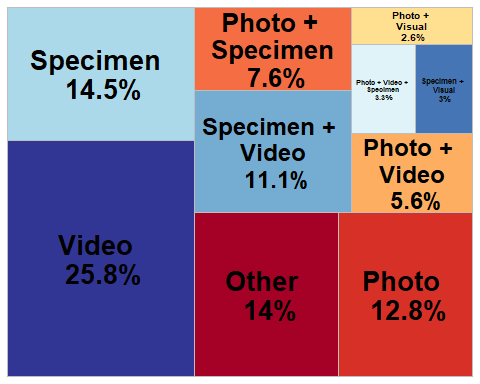 Specimen
14.5%
Photo +
Specimen
7.6%
Photo +
Visual
2.6%
Photo + Video +
Specimen
3.3%
Specimen +
Visual
3%
Specimen +
Video
11.1%
Photo +
Video
5.6%
Video
25.8%
Other
14%
Photo
12.8%